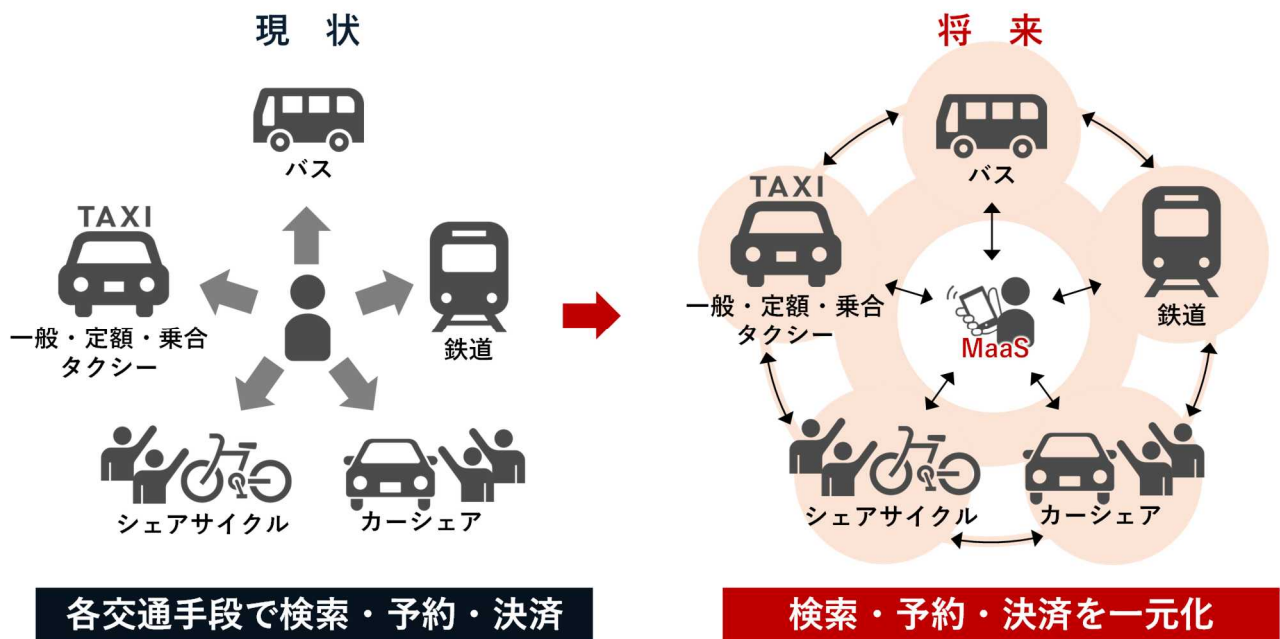 現 状
バス
TAXI
一般・定額・乗合
タクシー
鉄道
シェアサイクル
カーシェア
各交通手段で検索・予約・決済
将 来
バス
TAXI
一般・定額・乗合
タクシー
鉄道
MaaS
シェアサイクル
カーシェア
検索・予約・決済を一元化